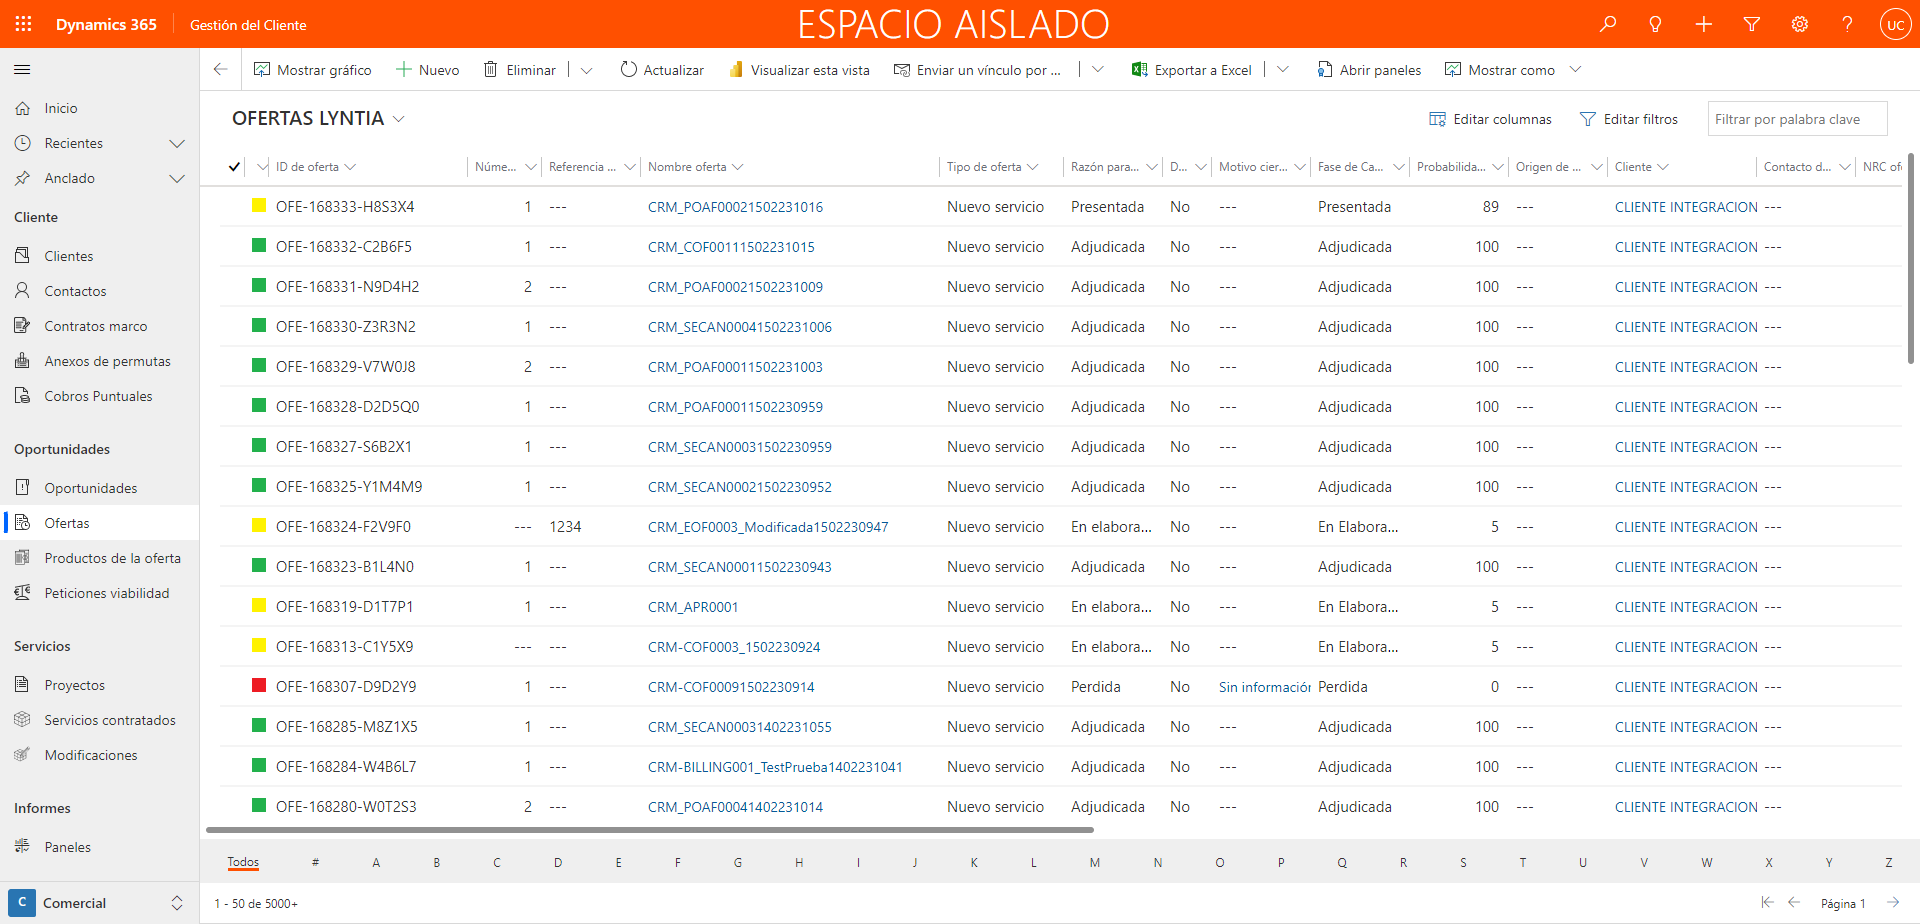 Dynamics 365 Gestión del Cliente ESPACIO AISLADO UC
Mostrar gráfico Nuevo Eliminar Actualizar Visualizar esta vista Enviar un vínculo por ... Exportar a Excel Abrir paneles Mostrar como
Inicio
Recientes
Anclado
Cliente
Clientes
Contactos
Contratos marco
Anexos de permutas
Cobros Puntuales
Oportunidades
Oportunidades
Ofertas
Productos de la oferta
Peticiones viabilidad
Servicios
Proyectos
Servicios contratados
Modificaciones
Informes
Paneles
C Comercial
OFERTAS LYNTIA Editar columnas Editar filtros Filtrar por palabra clave
ID de oferta Núme... Referencia ... Nombre oferta Tipo de oferta Razón para... D... Motivo cier... Fase de Ca... Probabilida... Origen de ... Cliente Contacto d... NRC of
OFE-168333-H8S3X4 1 --- CRM_POAF00021502231016 Nuevo servicio Presentada No --- Presentada 89 --- CLIENTE INTEGRACION ---
OFE-168332-C2B6F5 1 --- CRM_COF00111502231015 Nuevo servicio Adjudicada No --- Adjudicada 100 --- CLIENTE INTEGRACION ---
OFE-168331-N9D4H2 2 --- CRM_POAF00021502231009 Nuevo servicio Adjudicada No --- Adjudicada 100 --- CLIENTE INTEGRACION ---
OFE-168330-Z3R3N2 1 --- CRM_SECAN00041502231006 Nuevo servicio Adjudicada No --- Adjudicada 100 --- CLIENTE INTEGRACION ---
OFE-168329-V7W0J8 2 --- CRM_POAF00011502231003 Nuevo servicio Adjudicada No --- Adjudicada 100 --- CLIENTE INTEGRACION ---
OFE-168328-D2D5Q0 1 --- CRM_POAF00011502230959 Nuevo servicio Adjudicada No --- Adjudicada 100 --- CLIENTE INTEGRACION ---
OFE-168327-S6B2X1 1 --- CRM_SECAN00031502230959 Nuevo servicio Adjudicada No --- Adjudicada 100 --- CLIENTE INTEGRACION ---
OFE-168325-Y1M4M9 1 --- CRM_SECAN00021502230952 Nuevo servicio Adjudicada No --- Adjudicada 100 --- CLIENTE INTEGRACION ---
OFE-168324-F2V9F0 --- 1234 CRM_EOF0003_Modificada1502230947 Nuevo servicio En elabora... No --- En Elabora... 5 --- CLIENTE INTEGRACION ---
OFE-168323-B1L4N0 1 --- CRM_SECAN00011502230943 Nuevo servicio Adjudicada No --- Adjudicada 100 --- CLIENTE INTEGRACION ---
OFE-168319-D1T7P1 1 --- CRM_APR0001 Nuevo servicio En elabora... No --- En Elabora... 5 --- CLIENTE INTEGRACION ---
OFE-168313-C1Y5X9 --- --- CRM-COF0003_1502230924 Nuevo servicio En elabora... No --- En Elabora... 5 --- CLIENTE INTEGRACION ---
OFE-168307-D9D2Y9 1 --- CRM-COF00091502230914 Nuevo servicio Perdida No Sin información Perdida 0 --- CLIENTE INTEGRACION ---
OFE-168285-M8Z1X5 1 --- CRM_SECAN00031402231055 Nuevo servicio Adjudicada No --- Adjudicada 100 --- CLIENTE INTEGRACION ---
OFE-168284-W4B6L7 1 --- CRM-BILLING001_TestPrueba1402231041 Nuevo servicio Adjudicada No --- Adjudicada 100 --- CLIENTE INTEGRACION ---
OFE-168280-W0T2S3 2 --- CRM_POAF00041402231014 Nuevo servicio Adjudicada No --- Adjudicada 100 --- CLIENTE INTEGRACION ---
Todos # A B C D E F G H I J K L M N O P Q R S T U V W X Y Z
1 - 50 de 5000+ Página 1